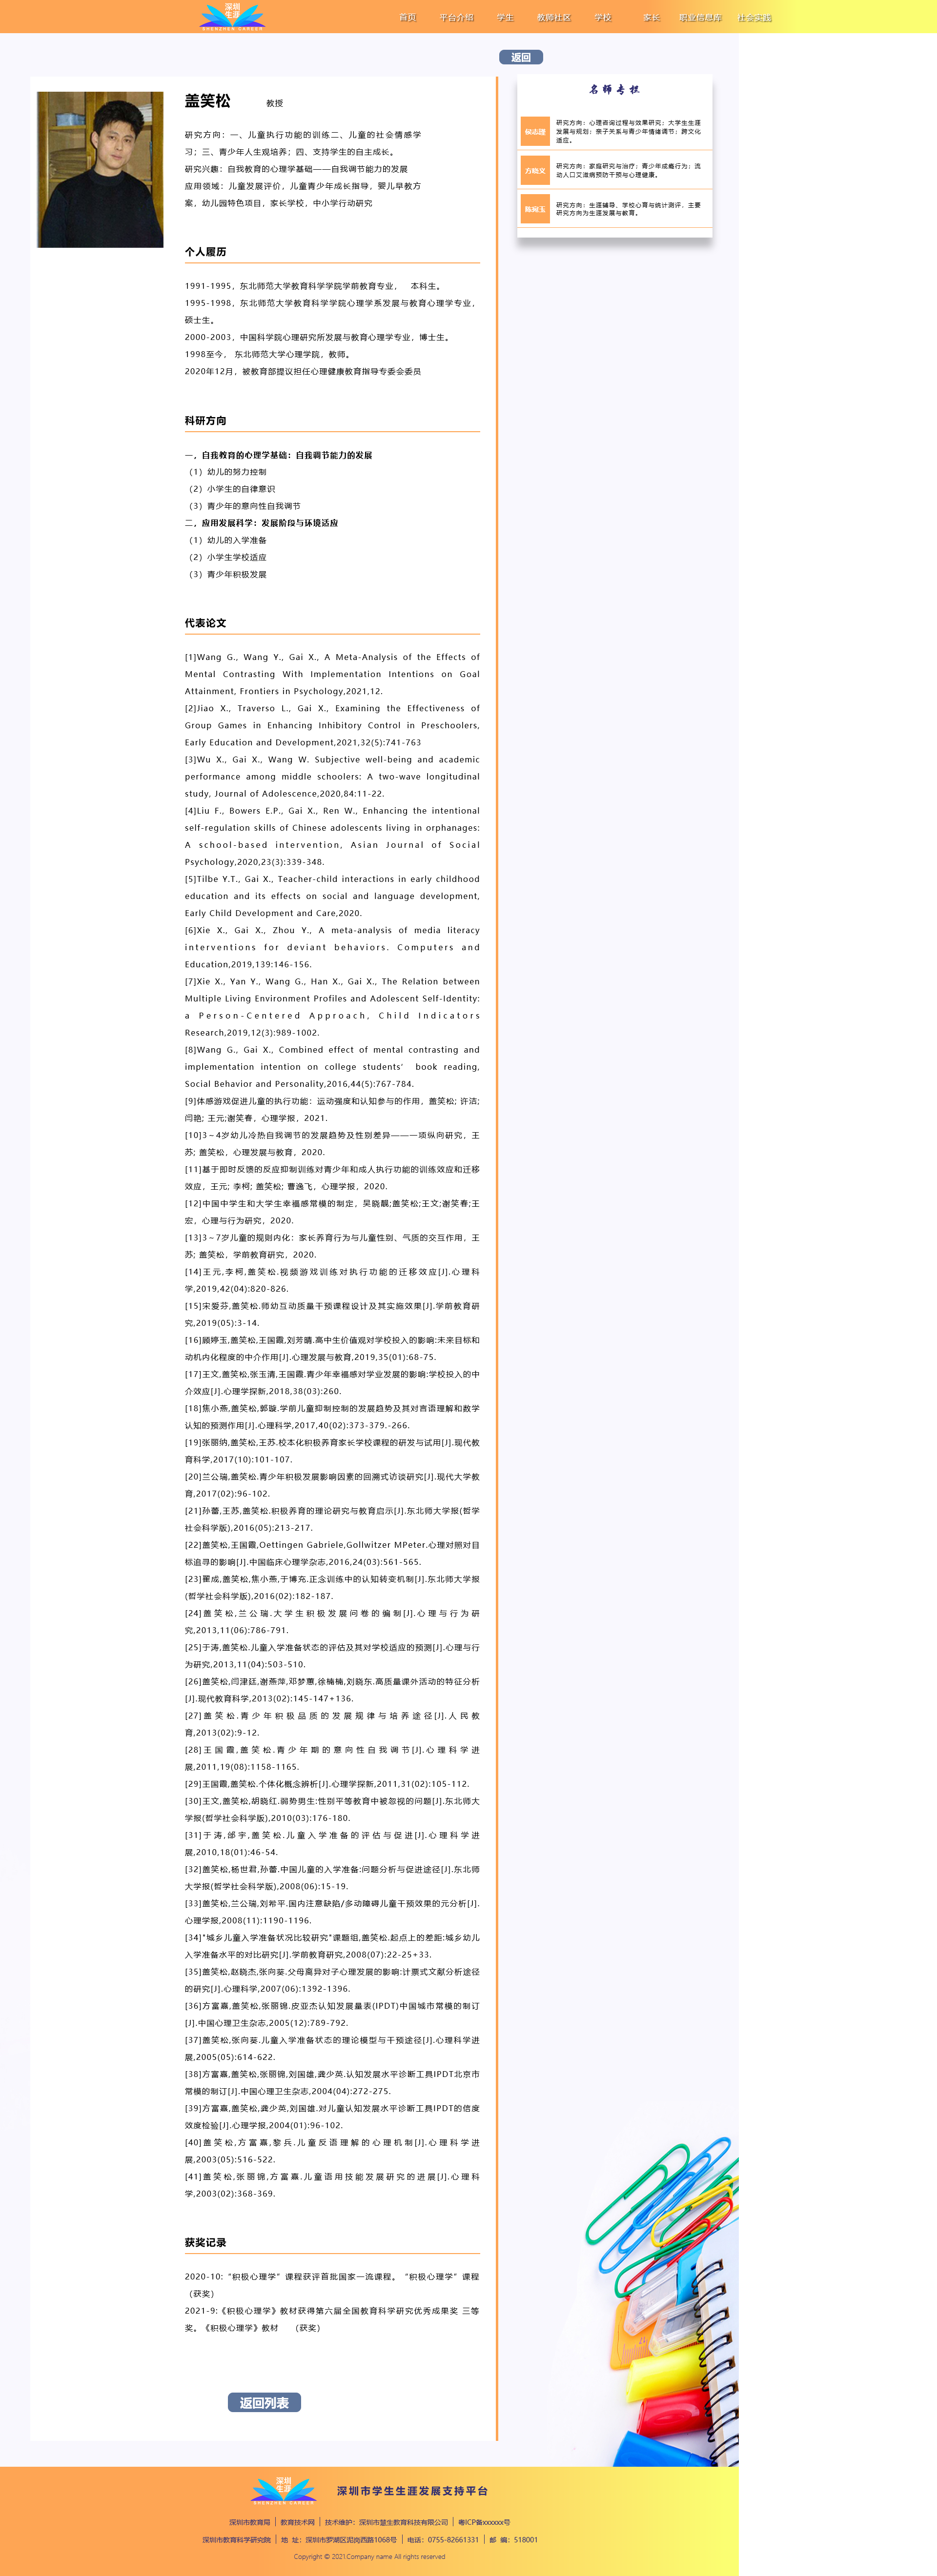 深圳
生涯
SHENZHEN CAREER
首页 平台介绍 学生 教师社区 学校 家长 职业信息库 社会实践
返回
盖笑松 教授
研究方向：一、儿童执行功能的训练二、儿童的社会情感学
习；三、青少年人生观培养；四、支持学生的自主成长。
研究兴趣：自我教育的心理学基础——自我调节能力的发展
应用领域：儿童发展评价，儿童青少年成长指导，婴儿早教方
案，幼儿园特色项目，家长学校，中小学行动研究
个人履历
1991-1995，东北师范大学教育科学学院学前教育专业， 本科生。
1995-1998，东北师范大学教育科学学院心理学系发展与教育心理学专业，
硕士生。
2000-2003，中国科学院心理研究所发展与教育心理学专业，博士生。
1998至今， 东北师范大学心理学院，教师。
2020年12月，被教育部提议担任心理健康教育指导专委会委员
科研方向
一，自我教育的心理学基础：自我调节能力的发展
（1）幼儿的努力控制
（2）小学生的自律意识
（3）青少年的意向性自我调节
二，应用发展科学：发展阶段与环境适应
（1）幼儿的入学准备
（2）小学生学校适应
（3）青少年积极发展
代表论文
[1]Wang G., Wang Y., Gai X., A Meta-Analysis of the Effects of
Mental Contrasting With Implementation Intentions on Goal
Attainment, Frontiers in Psychology,2021,12.
[2]Jiao X., Traverso L., Gai X., Examining the Effectiveness of
Group Games in Enhancing Inhibitory Control in Preschoolers,
Early Education and Development,2021,32(5):741-763
[3]Wu X., Gai X., Wang W. Subjective well-being and academic
performance among middle schoolers: A two-wave longitudinal
study, Journal of Adolescence,2020,84:11-22.
[4]Liu F., Bowers E.P., Gai X., Ren W., Enhancing the intentional
self-regulation skills of Chinese adolescents living in orphanages:
A school-based intervention, Asian Journal of Social
Psychology,2020,23(3):339-348.
[5]Tilbe Y.T., Gai X., Teacher-child interactions in early childhood
education and its effects on social and language development,
Early Child Development and Care,2020.
[6]Xie X., Gai X., Zhou Y., A meta-analysis of media literacy
interventions for deviant behaviors. Computers and
Education,2019,139:146-156.
[7]Xie X., Yan Y., Wang G., Han X., Gai X., The Relation between
Multiple Living Environment Profiles and Adolescent Self-Identity:
a Person-Centered Approach, Child Indicators
Research,2019,12(3):989-1002.
[8]Wang G., Gai X., Combined effect of mental contrasting and
implementation intention on college students' book reading,
Social Behavior and Personality,2016,44(5):767-784.
[9]体感游戏促进儿童的执行功能：运动强度和认知参与的作用，盖笑松; 许洁;
闫艳; 王元;谢笑春，心理学报，2021.
[10]3～4岁幼儿冷热自我调节的发展趋势及性别差异——一项纵向研究，王
苏; 盖笑松，心理发展与教育，2020.
[11]基于即时反馈的反应抑制训练对青少年和成人执行功能的训练效应和迁移
效应，王元; 李柯; 盖笑松; 曹逸飞，心理学报，2020.
[12]中国中学生和大学生幸福感常模的制定，吴晓靓;盖笑松;王文;谢笑春;王
宏，心理与行为研究，2020.
[13]3～7岁儿童的规则内化：家长养育行为与儿童性别、气质的交互作用，王
苏; 盖笑松，学前教育研究，2020.
[14]王元,李柯,盖笑松.视频游戏训练对执行功能的迁移效应[J].心理科
学,2019,42(04):820-826.
[15]宋爱芬,盖笑松.师幼互动质量干预课程设计及其实施效果[J].学前教育研
究,2019(05):3-14.
[16]顾婷玉,盖笑松,王国霞,刘芳晴.高中生价值观对学校投入的影响:未来目标和
动机内化程度的中介作用[J].心理发展与教育,2019,35(01):68-75.
[17]王文,盖笑松,张玉清,王国霞.青少年幸福感对学业发展的影响:学校投入的中
介效应[J].心理学探新,2018,38(03):260.
[18]焦小燕,盖笑松,郭璇.学前儿童抑制控制的发展趋势及其对言语理解和数学
认知的预测作用[J].心理科学,2017,40(02):373-379.-266.
[19]张丽纳,盖笑松,王苏.校本化积极养育家长学校课程的研发与试用[J].现代教
育科学,2017(10):101-107.
[20]兰公瑞,盖笑松.青少年积极发展影响因素的回溯式访谈研究[J].现代大学教
育,2017(02):96-102.
[21]孙蕾,王苏,盖笑松.积极养育的理论研究与教育启示[J].东北师大学报(哲学
社会科学版),2016(05):213-217.
[22]盖笑松,王国霞,Oettingen Gabriele,Gollwitzer MPeter.心理对照对目
标追寻的影响[J].中国临床心理学杂志,2016,24(03):561-565.
[23]翟成,盖笑松,焦小燕,于博充.正念训练中的认知转变机制[J].东北师大学报
(哲学社会科学版),2016(02):182-187.
[24]盖笑松,兰公瑞.大学生积极发展问卷的编制[J].心理与行为研
究,2013,11(06):786-791.
[25]于涛,盖笑松.儿童入学准备状态的评估及其对学校适应的预测[J].心理与行
为研究,2013,11(04):503-510.
[26]盖笑松,闫津廷,谢燕萍,邓梦蕙,徐楠楠,刘晓东.高质量课外活动的特征分析
[J].现代教育科学,2013(02):145-147+136.
[27]盖笑松.青少年积极品质的发展规律与培养途径[J].人民教
育,2013(02):9-12.
[28]王国霞,盖笑松.青少年期的意向性自我调节[J].心理科学进
展,2011,19(08):1158-1165.
[29]王国霞,盖笑松.个体化概念辨析[J].心理学探新,2011,31(02):105-112.
[30]王文,盖笑松,胡晓红.弱势男生:性别平等教育中被忽视的问题[J].东北师大
学报(哲学社会科学版),2010(03):176-180.
[31]于涛,邰宇,盖笑松.儿童入学准备的评估与促进[J].心理科学进
展,2010,18(01):46-54.
[32]盖笑松,杨世君,孙蕾.中国儿童的入学准备:问题分析与促进途径[J].东北师
大学报(哲学社会科学版),2008(06):15-19.
[33]盖笑松,兰公瑞,刘希平.国内注意缺陷/多动障碍儿童干预效果的元分析[J].
心理学报,2008(11):1190-1196.
[34]"城乡儿童入学准备状况比较研究"课题组,盖笑松.起点上的差距:城乡幼儿
入学准备水平的对比研究[J].学前教育研究,2008(07):22-25+33.
[35]盖笑松,赵晓杰,张向葵.父母离异对子心理发展的影响:计票式文献分析途径
的研究[J].心理科学,2007(06):1392-1396.
[36]方富熹,盖笑松,张丽锦.皮亚杰认知发展量表(IPDT)中国城市常模的制订
[J].中国心理卫生杂志,2005(12):789-792.
[37]盖笑松,张向葵.儿童入学准备状态的理论模型与干预途径[J].心理科学进
展,2005(05):614-622.
[38]方富熹,盖笑松,张丽锦,刘国雄,龚少英.认知发展水平诊断工具IPDT北京市
常模的制订[J].中国心理卫生杂志,2004(04):272-275.
[39]方富熹,盖笑松,龚少英,刘国雄.对儿童认知发展水平诊断工具IPDT的信度
效度检验[J].心理学报,2004(01):96-102.
[40]盖笑松,方富熹,黎兵.儿童反语理解的心理机制[J].心理科学进
展,2003(05):516-522.
[41]盖笑松,张丽锦,方富熹.儿童语用技能发展研究的进展[J].心理科
学,2003(02):368-369.
获奖记录
2020-10:“积极心理学”课程获评首批国家一流课程。“积极心理学”课程
（获奖）
2021-9:《积极心理学》教材获得第六届全国教育科学研究优秀成果奖 三等
奖。《积极心理学》教材 （获奖）
返回列表
名师专栏
侯志瑾
研究方向：心理咨询过程与效果研究；大学生生涯
发展与规划；亲子关系与青少年情绪调节；跨文化
适应。
方晓义
研究方向：家庭研究与治疗；青少年成瘾行为；流
动人口艾滋病预防干预与心理健康。
陈宛玉
研究方向：生涯辅导、学校心育与统计测评，主要
研究方向为生涯发展与教育。
深圳
生涯
SHENZHEN CAREER
深圳市学生生涯发展支持平台
深圳市教育局 教育技术网 技术维护：深圳市慧生教育科技有限公司 粤ICP备xxxxxx号
深圳市教育科学研究院 地 址：深圳市罗湖区泥岗西路1068号 电话：0755-82661331 邮 编：518001
Copyright © 2021.Company name All rights reserved